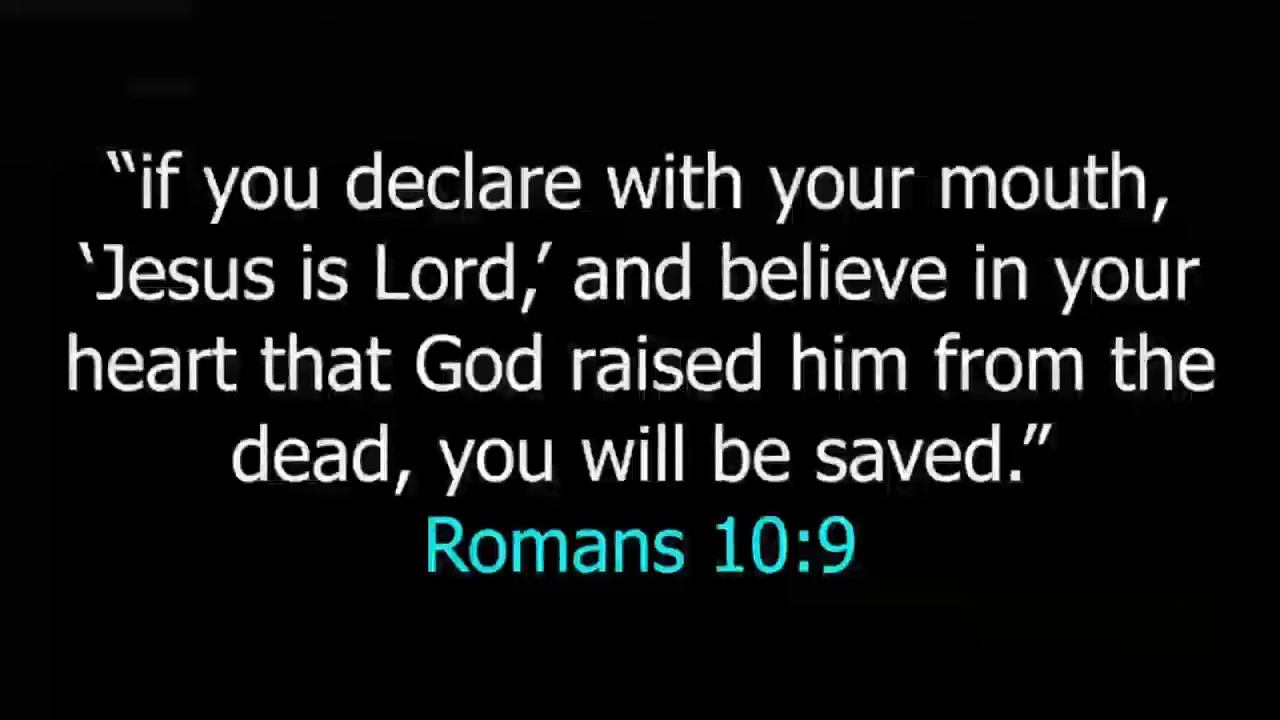 “if you declare with your mouth,
‘Jesus is Lord,’ and believe in your
heart that God raised him from the
dead, you will be saved.”
Romans 10:9